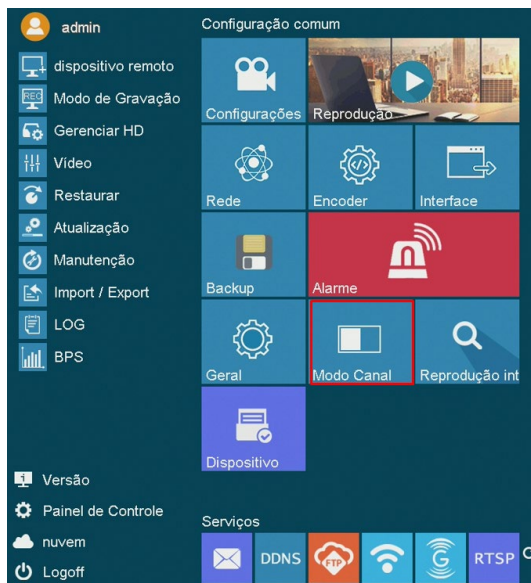 admin
dispositivo remoto
REC
Modo de Gravação
Gerenciar HD
Vídeo
Restaurar
Atualização
Manutenção
Import / Export
LOG
BPS
Versão
Painel de Controle
nuvem
Logoff
Configuração comum
Configurações
Reprodução
Rede
Encoder
Interface
Backup
Alarme
Geral
Modo Canal
Reprodução int
Dispositivo
Serviços
DDNS
FTP
G
RTSP